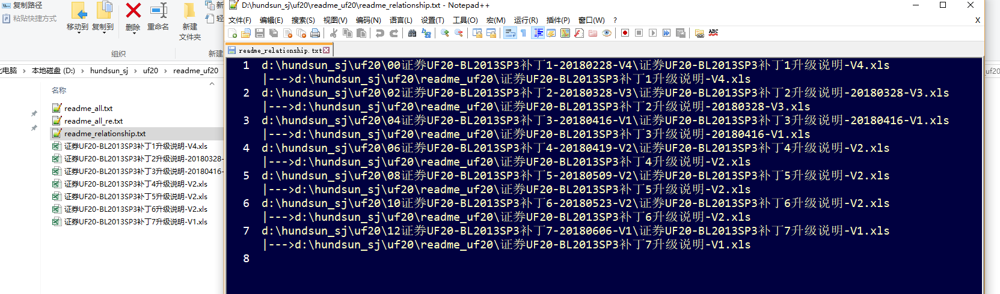 复制路径
粘贴快捷方式
移动到
复制到
删除
重命名
新建
文件夹
组织
新建
电脑 > 本地磁盘 (D:) > hundsun_sj > uf20 > readme_uf20
名称
readme_all.txt
readme_all_re.txt
readme_relationship.txt
证券UF20-BL2013SP3补丁1升级说明-V4.xls
证券UF20-BL2013SP3补丁2升级说明-20180328-
证券UF20-BL2013SP3补丁3升级说明-20180416-
证券UF20-BL2013SP3补丁4升级说明-V2.xls
证券UF20-BL2013SP3补丁5升级说明-V2.xls
证券UF20-BL2013SP3补丁6升级说明-V2.xls
证券UF20-BL2013SP3补丁7升级说明-V1.xls
D:\hundsun_sj\uf20\readme_uf20\readme_relationship.txt - Notepad++
文件(F) 编辑(E) 搜索(S) 视图(V) 编码(N) 语言(L) 设置(T) 工具(O) 宏(M) 运行(R) 插件(P) 窗口(W) ? X
readme_relationship.txt
1 d:\hundsun_sj\uf20\00证券UF20-BL2013SP3补丁1-20180228-V4\证券UF20-BL2013SP3补丁1升级说明-V4.xls
|--->d:\hundsun_sj\uf20\readme_uf20\证券UF20-BL2013SP3补丁1升级说明-V4.xls
2 d:\hundsun_sj\uf20\02证券UF20-BL2013SP3补丁2-20180328-V3\证券UF20-BL2013SP3补丁2升级说明-20180328-V3.xls
|--->d:\hundsun_sj\uf20\readme_uf20\证券UF20-BL2013SP3补丁2升级说明-20180328-V3.xls
3 d:\hundsun_sj\uf20\04证券UF20-BL2013SP3补丁3-20180416-V1\证券UF20-BL2013SP3补丁3升级说明-20180416-V1.xls
|--->d:\hundsun_sj\uf20\readme_uf20\证券UF20-BL2013SP3补丁3升级说明-20180416-V1.xls
4 d:\hundsun_sj\uf20\06证券UF20-BL2013SP3补丁4-20180419-V2\证券UF20-BL2013SP3补丁4升级说明-V2.xls
|--->d:\hundsun_sj\uf20\readme_uf20\证券UF20-BL2013SP3补丁4升级说明-V2.xls
5 d:\hundsun_sj\uf20\08证券UF20-BL2013SP3补丁5-20180509-V2\证券UF20-BL2013SP3补丁5升级说明-V2.xls
|--->d:\hundsun_sj\uf20\readme_uf20\证券UF20-BL2013SP3补丁5升级说明-V2.xls
6 d:\hundsun_sj\uf20\10证券UF20-BL2013SP3补丁6-20180523-V2\证券UF20-BL2013SP3补丁6升级说明-V2.xls
|--->d:\hundsun_sj\uf20\readme_uf20\证券UF20-BL2013SP3补丁6升级说明-V2.xls
7 d:\hundsun_sj\uf20\12证券UF20-BL2013SP3补丁7-20180606-V1\证券UF20-BL2013SP3补丁7升级说明-V1.xls
|--->d:\hundsun_sj\uf20\readme_uf20\证券UF20-BL2013SP3补丁7升级说明-V1.xls
8
_uf20